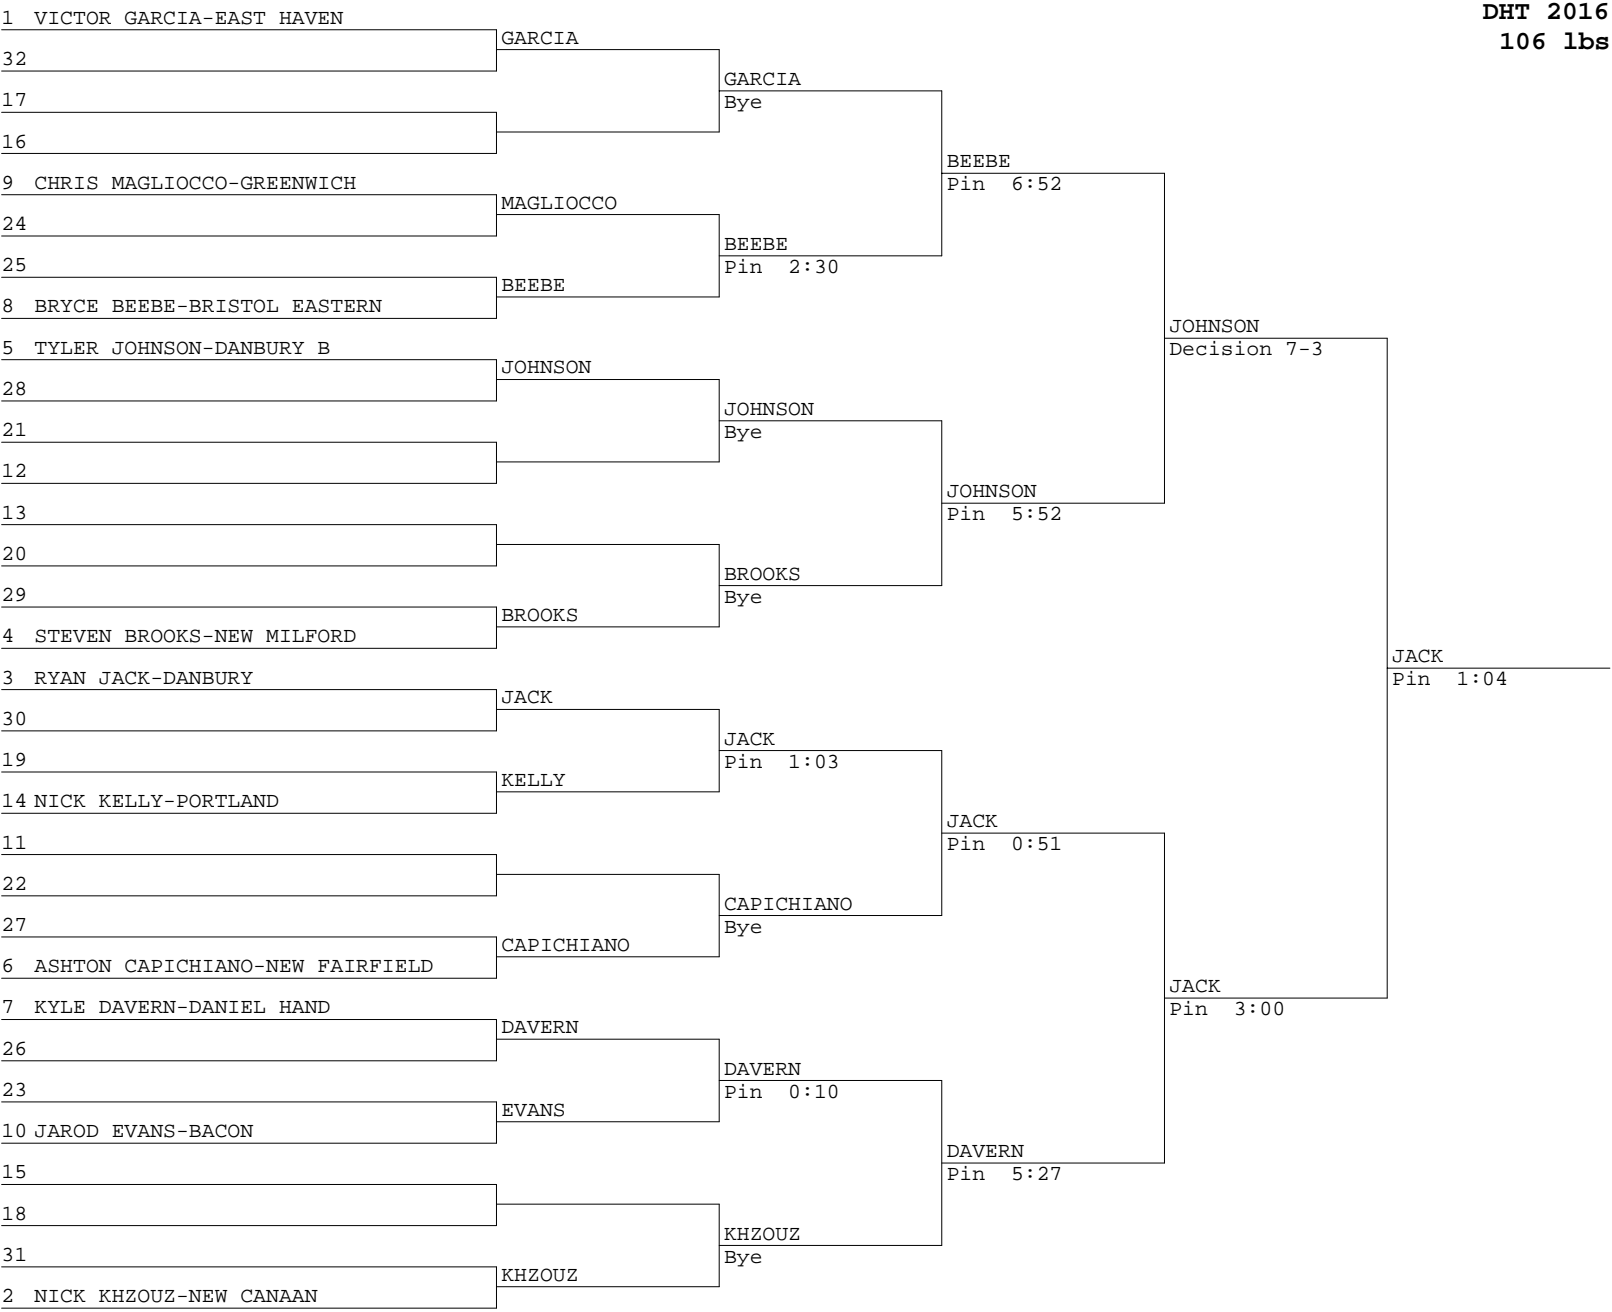 DHT 2016
106 lbs
1 VICTOR GARCIA-EAST HAVEN
GARCIA
32
GARCIA
Bye
17
16
BEEBE
Pin 6:52
9 CHRIS MAGLIOCCO-GREENWICH
MAGLIOCCO
24
BEEBE
Pin 2:30
25
BEEBE
8 BRYCE BEEBE-BRISTOL EASTERN
JOHNSON
Decision 7-3
5 TYLER JOHNSON-DANBURY B
JOHNSON
28
JOHNSON
Bye
21
12
JOHNSON
Pin 5:52
13
20
BROOKS
Bye
29
BROOKS
4 STEVEN BROOKS-NEW MILFORD
JACK
Pin 1:04
3 RYAN JACK-DANBURY
JACK
30
JACK
Pin 1:03
19
KELLY
14 NICK KELLY-PORTLAND
JACK
Pin 0:51
11
22
CAPICHIANO
Bye
27
CAPICHIANO
6 ASHTON CAPICHIANO-NEW FAIRFIELD
JACK
Pin 3:00
7 KYLE DAVERN-DANIEL HAND
DAVERN
26
DAVERN
Pin 0:10
23
EVANS
10 JAROD EVANS-BACON
DAVERN
Pin 5:27
15
18
KHZOUZ
Bye
31
KHZOUZ
2 NICK KHZOUZ-NEW CANAAN